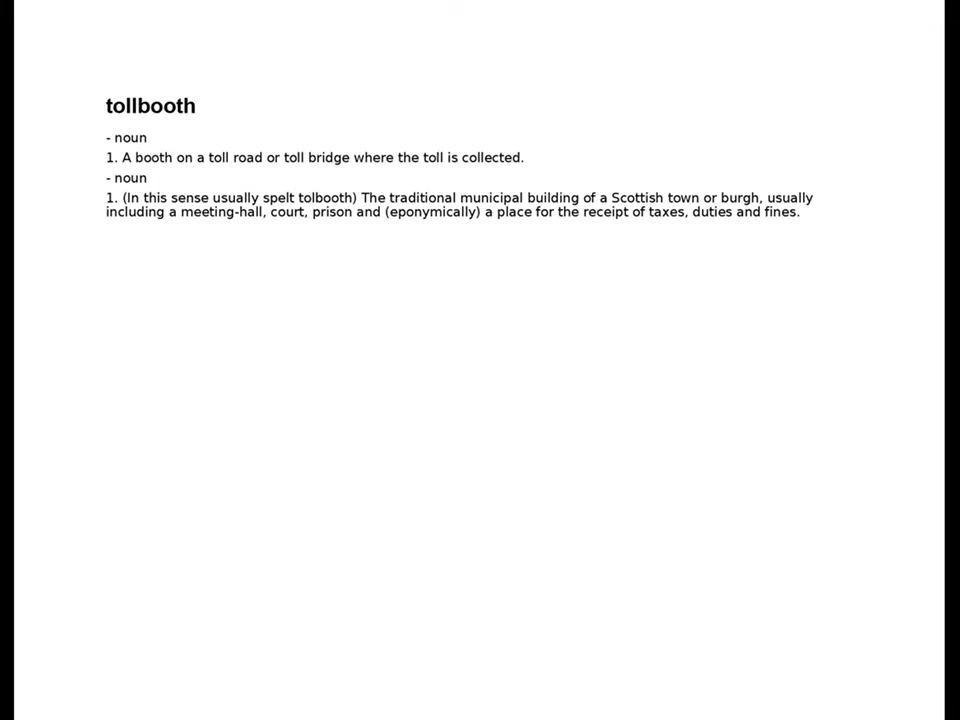 tollbooth
- noun
1. A booth on a toll road or toll bridge where the toll is collected.
- noun
1. (In this sense usually spelt tolbooth) The traditional municipal building of a Scottish town or burgh, usually
including a meeting-hall, court, prison and (eponymically) a place for the receipt of taxes, duties and fines.